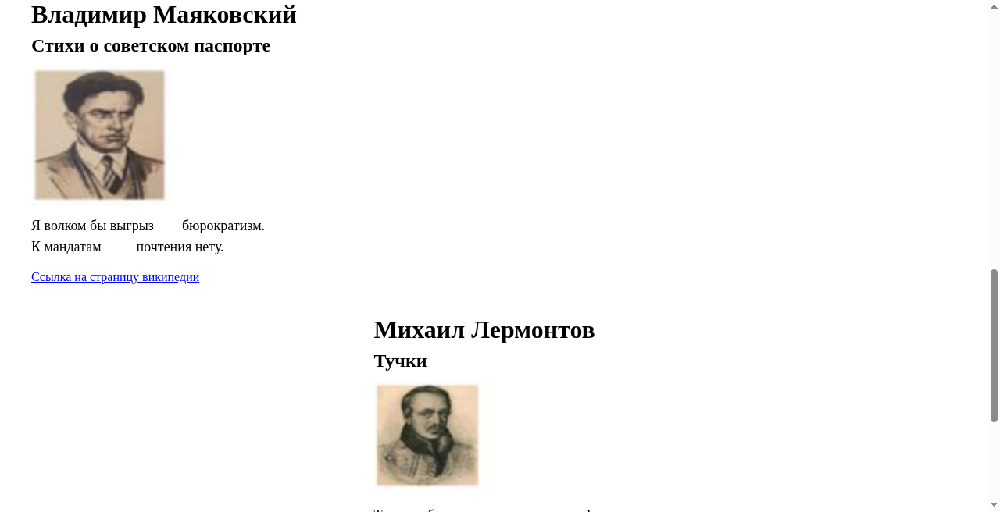 Владимир Маяковский
Стихи о советском паспорте
Я волком бы выгрыз бюрократизм.
К мандатам почтения нету.
Ссылка на страницу википедии
Михаил Лермонтов
Тучки